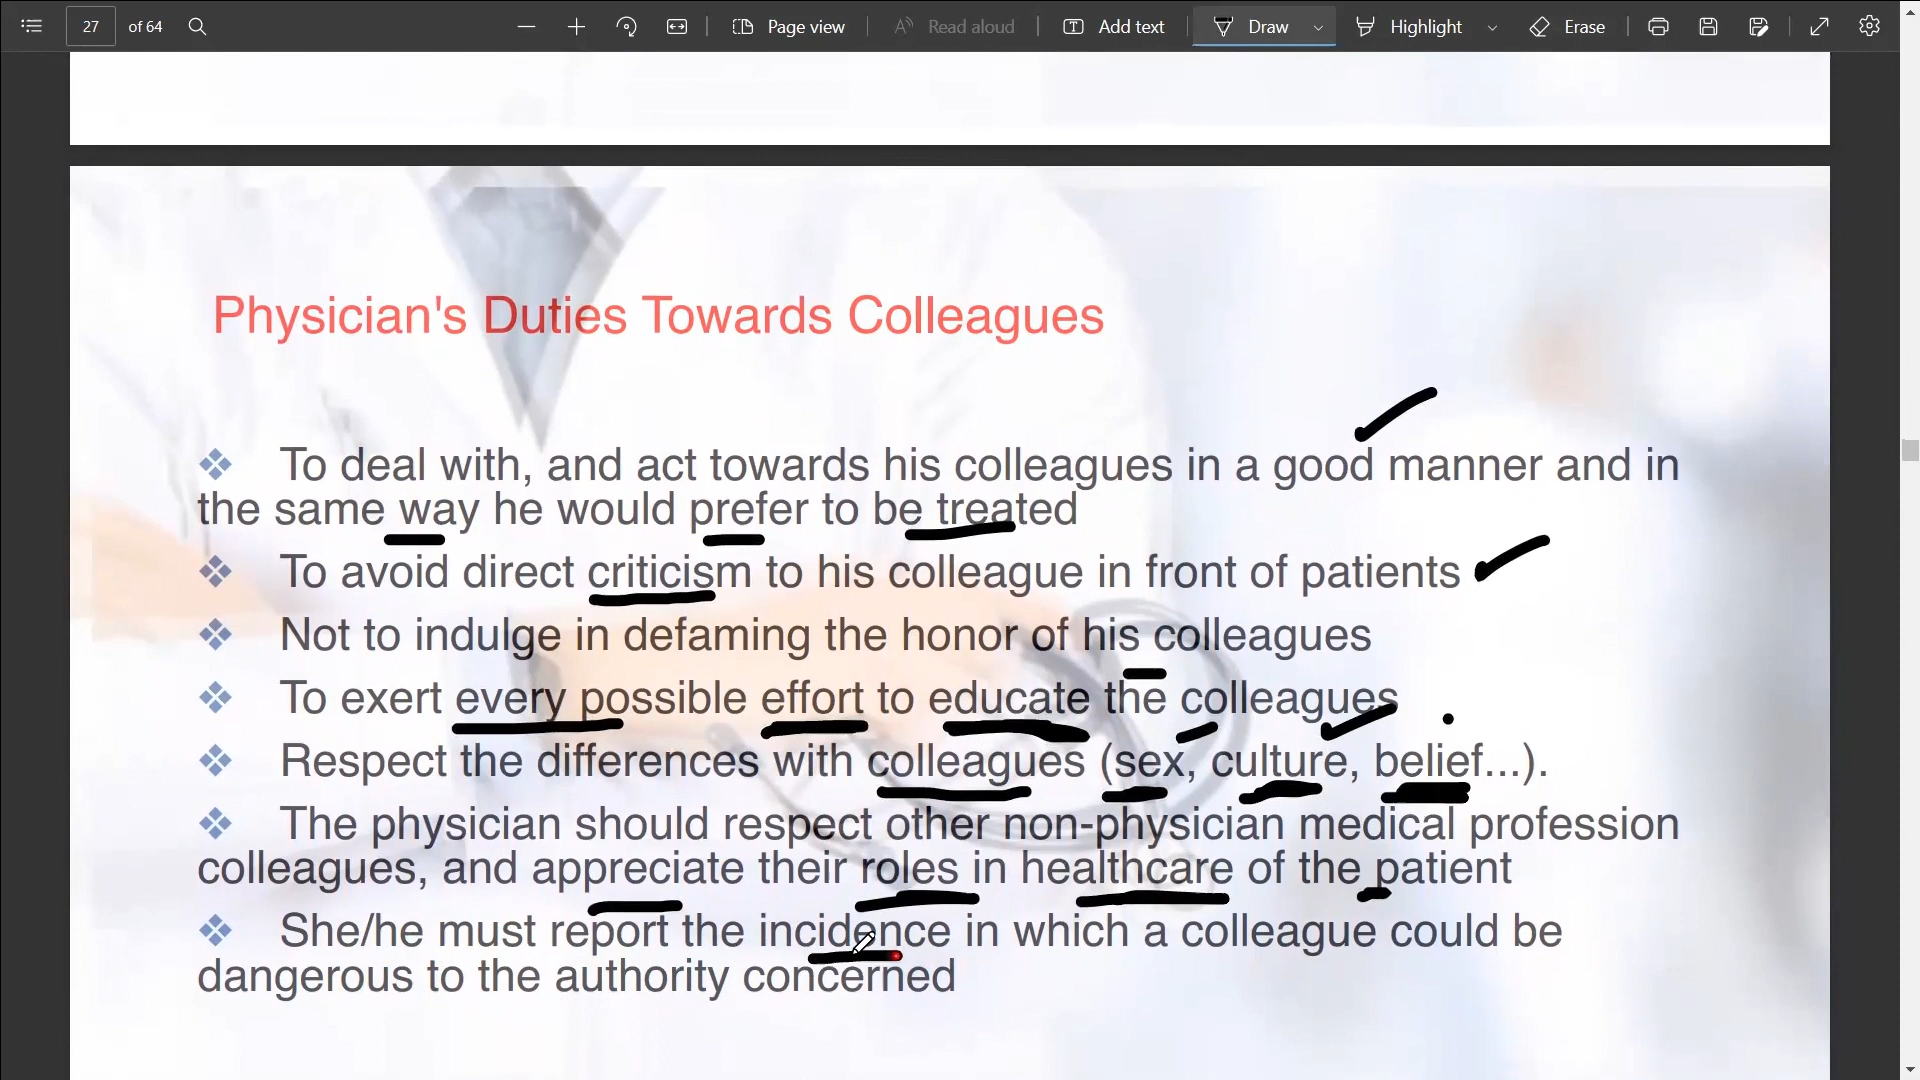 27 of 64 Page view Read aloud Add text Draw Highlight Erase
Physician's Duties Towards Colleagues
❖ To deal with, and act towards his colleagues in a good manner and in
the same way he would prefer to be treated
❖ To avoid direct criticism to his colleague in front of patients
❖ Not to indulge in defaming the honor of his colleagues
❖ To exert every possible effort to educate the colleagues
❖ Respect the differences with colleagues (sex, culture, belief...).
❖ The physician should respect other non-physician medical profession
colleagues, and appreciate their roles in healthcare of the patient
❖ She/he must report the incidence in which a colleague could be
dangerous to the authority concerned